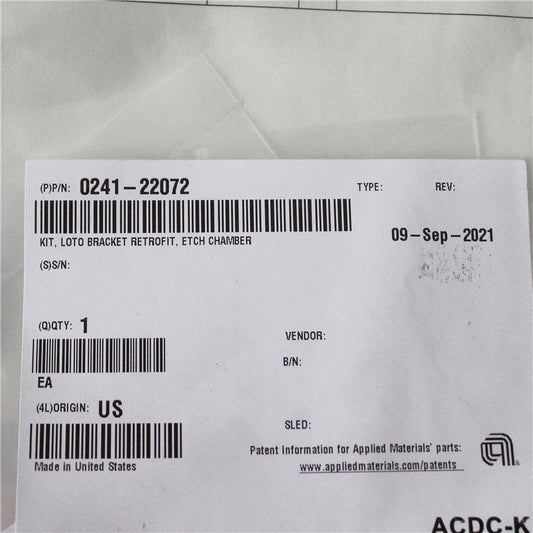 (P)P/N: 0241-22072 TYPE: REV:
KIT, LOTO BRACKET RETROFIT, ETCH CHAMBER
09-Sep-2021
(S)S/N:
(Q)QTY: 1
VENDOR:
B/N:
EA
(4L)ORIGIN: US
SLED:
Patent Information for Applied Materials' parts:
www.appliedmaterials.com/patents
Made in United States
ACDC-K